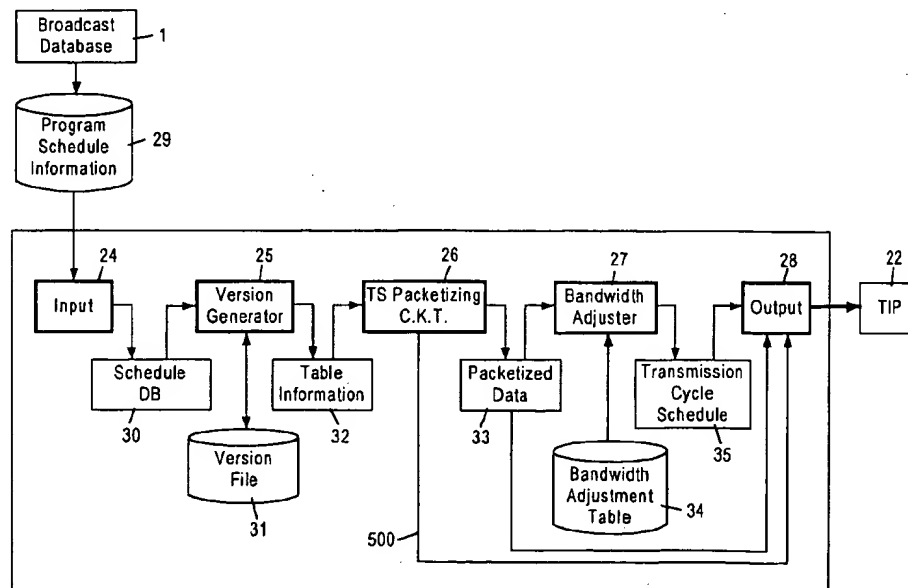 Broadcast
Database
1
Program
Schedule
Information
29
24
25
26
27
28
22
Input
Version
Generator
TS Packetizing
C.K.T.
Bandwidth
Adjuster
Output
TIP
Schedule
DB
Table
Information
Packetized
Data
Transmission
Cycle
Schedule
30
32
33
35
Version
File
31
Bandwidth
Adjustment
Table
34
500